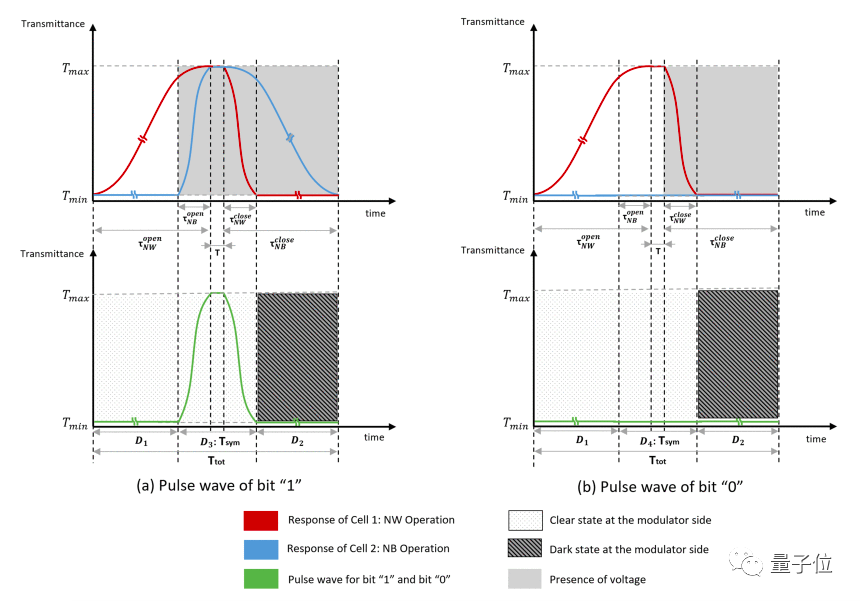 Transmittance
T_max
T_min
τ_NB^open
τ_NW^close
time
τ_NW^open
T
τ_NB^close
Transmittance
T_max
T_min
D_1
D_3: T_sym
D_2
time
T_tot
(a) Pulse wave of bit “1”
Transmittance
T_max
T_min
τ_NB^open
τ_NW^close
time
τ_NW^open
T
τ_NB^close
Transmittance
T_max
T_min
D_1
D_4: T_sym
D_2
time
T_tot
(b) Pulse wave of bit “0”
Response of Cell 1: NW Operation
Response of Cell 2: NB Operation
Pulse wave for bit “1” and bit “0”
Clear state at the modulator side
Dark state at the modulator side
Presence of voltage
量子位